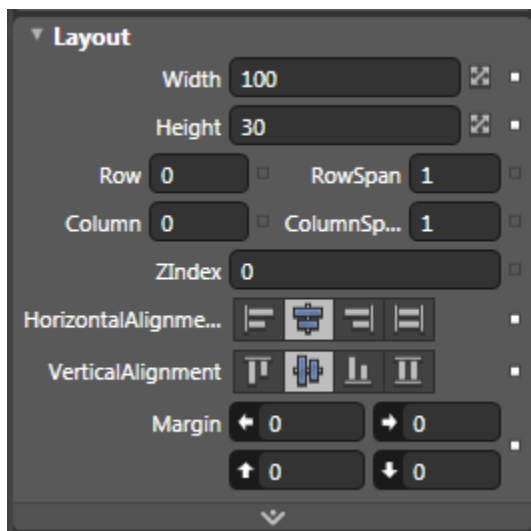 Layout
Width 100
Height 30
Row 0 RowSpan 1
Column 0 ColumnSp... 1
ZIndex 0
HorizontalAlignme...
VerticalAlignment
Margin 0 0
0 0